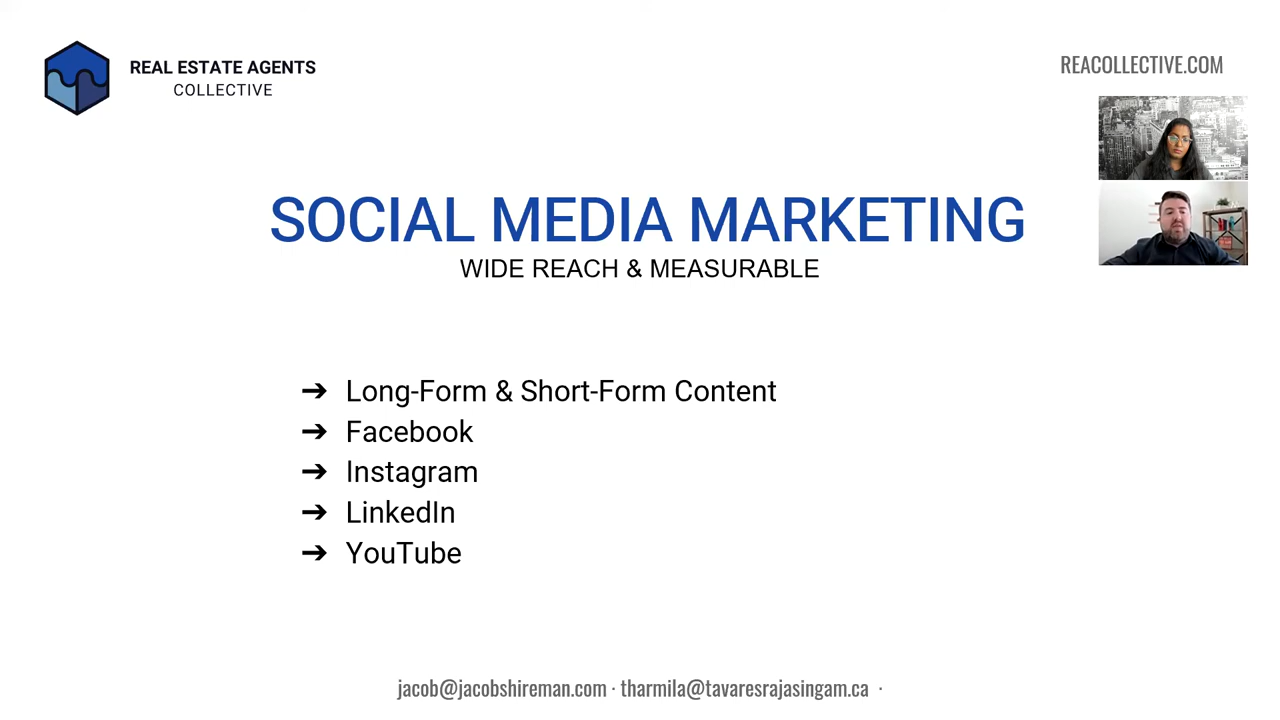 REAL ESTATE AGENTS
COLLECTIVE
REACOLLECTIVE.COM
SOCIAL MEDIA MARKETING
WIDE REACH & MEASURABLE
➔ Long-Form & Short-Form Content
➔ Facebook
➔ Instagram
➔ LinkedIn
➔ YouTube
jacob@jacobshireman.com · tharmila@tavaresrajasingam.ca ·